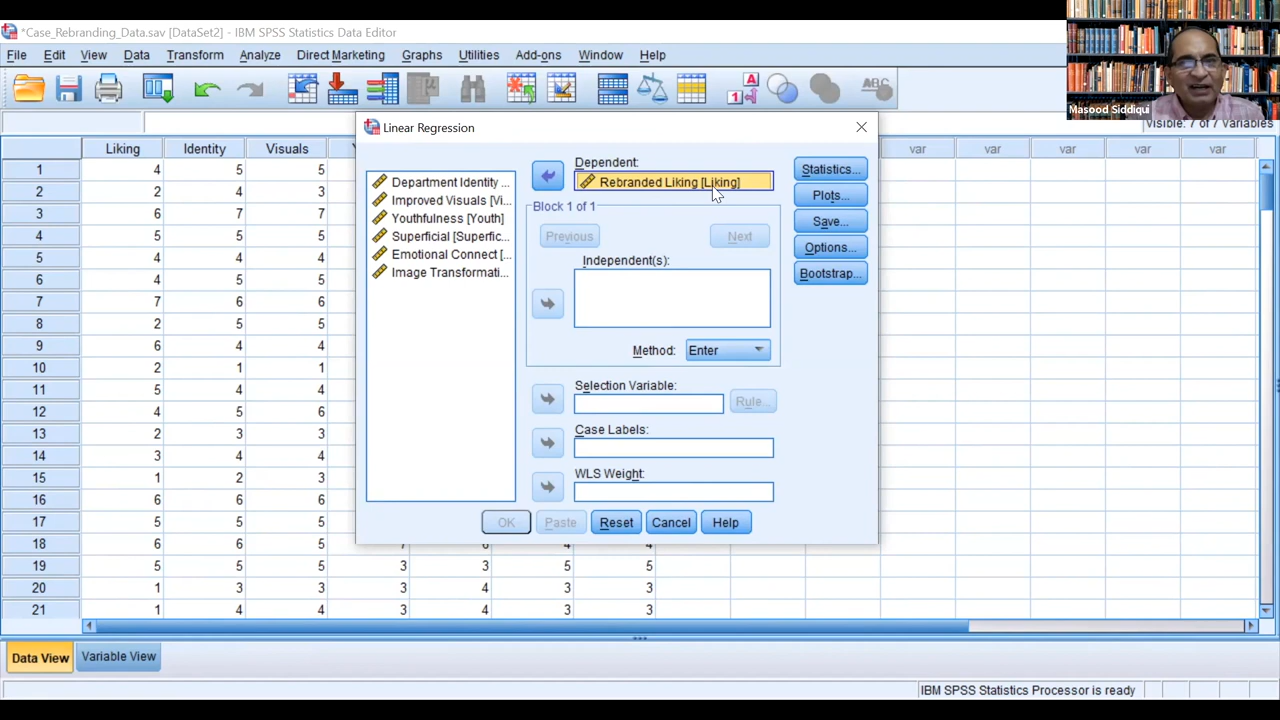 *Case_Rebranding_Data.sav [DataSet2] - IBM SPSS Statistics Data Editor
File Edit View Data Transform Analyze Direct Marketing Graphs Utilities Add-ons Window Help
Masood Siddiqui
Visible: 7 of 7 Variables
Linear Regression
Liking Identity Visuals var var var var var
1 4 5 5
2 2 4 3
3 6 7 7
4 5 5 5
5 4 4 4
6 4 5 5
7 7 6 6
8 2 5 5
9 6 4 4
10 2 1 1
11 5 4 4
12 4 5 6
13 2 3 3
14 3 4 4
15 1 2 3
16 6 6 6
17 5 5 5
18 6 6 5 7 6 4 4
19 5 5 5 3 3 5 5
20 1 3 3 3 4 3 3
21 1 4 4 3 4 3 3
Department Identity ...
Improved Visuals [Vi...
Youthfulness [Youth]
Superficial [Superfic...
Emotional Connect [...
Image Transformati...
Dependent:
Rebranded Liking [Liking]
Block 1 of 1
Previous Next
Independent(s):
Method: Enter
Selection Variable:
Rule...
Case Labels:
WLS Weight:
Statistics...
Plots...
Save...
Options...
Bootstrap...
OK Paste Reset Cancel Help
Data View Variable View
IBM SPSS Statistics Processor is ready